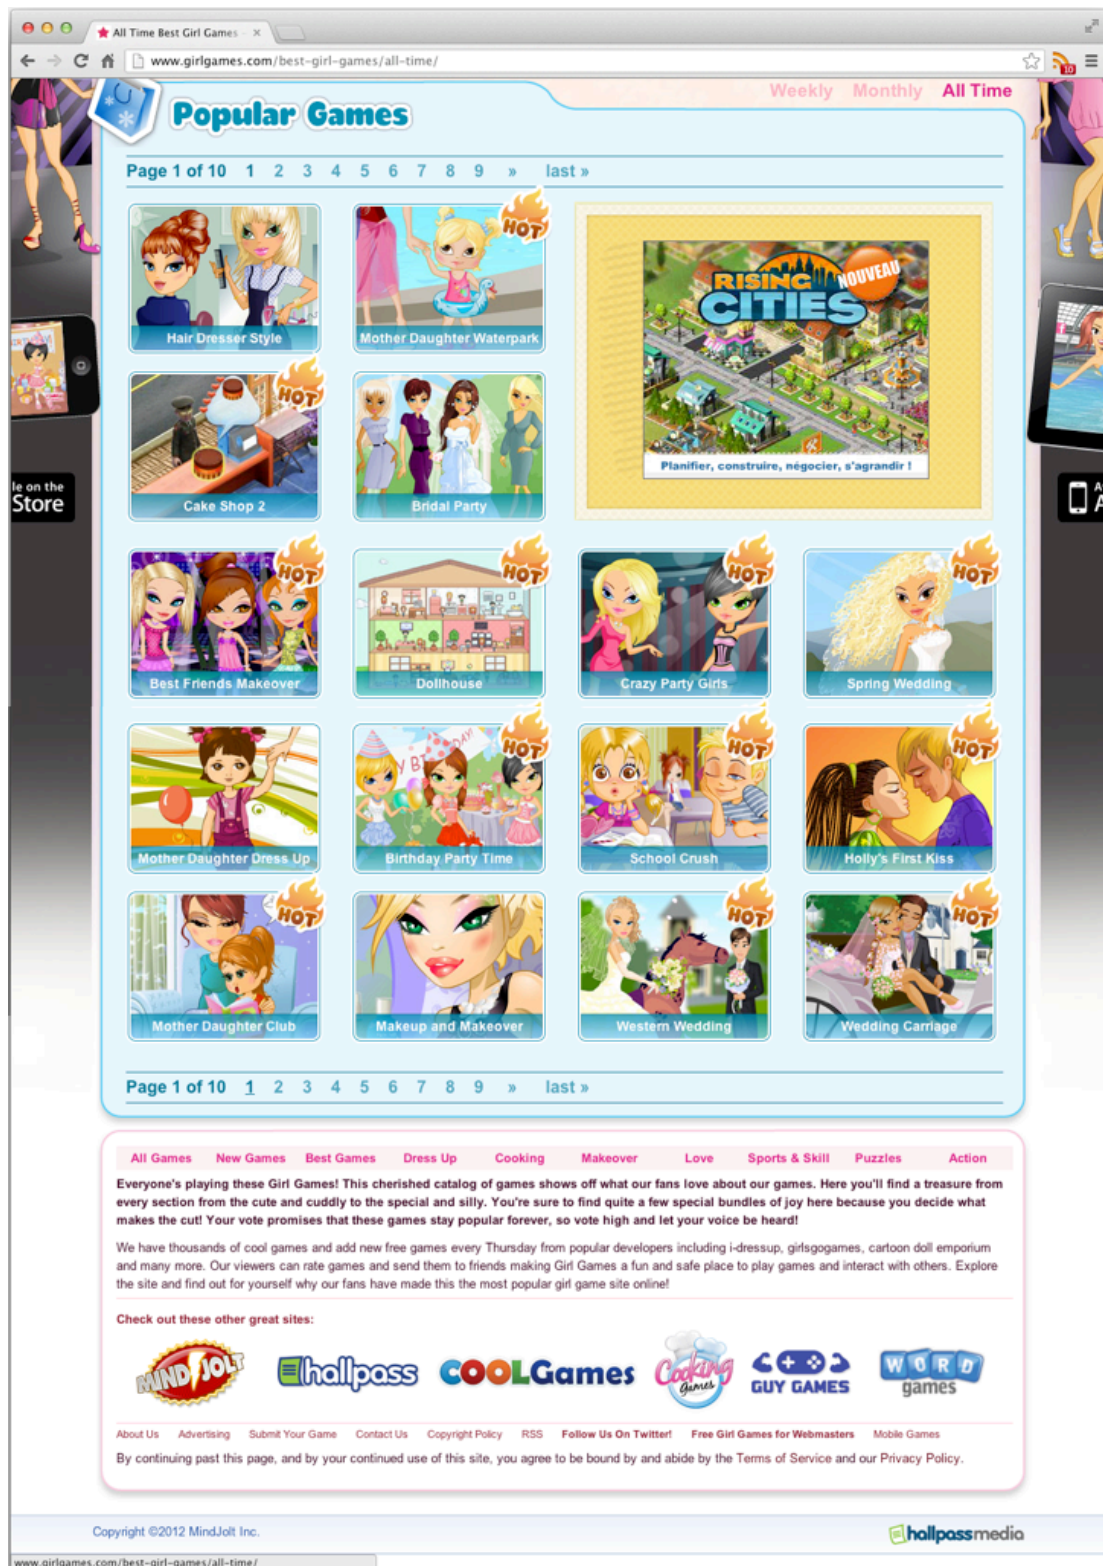 All Time Best Girl Games -
www.girlgames.com/best-girl-games/all-time/
10
Popular Games
Weekly Monthly All Time
Page 1 of 10 1 2 3 4 5 6 7 8 9 » last »
Hair Dresser Style
HOT
Mother Daughter Waterpark
RISING CITIES
NOUVEAU
Planifier, construire, négocier, s'agrandir !
HOT
Cake Shop 2
Bridal Party
le on the
Store
HOT
Best Friends Makeover
HOT
Dollhouse
HOT
Crazy Party Girls
HOT
Spring Wedding
Mother Daughter Dress Up
HOT
Birthday Party Time
HOT
School Crush
HOT
Holly's First Kiss
HOT
Mother Daughter Club
Makeup and Makeover
HOT
Western Wedding
HOT
Wedding Carriage
Page 1 of 10 1 2 3 4 5 6 7 8 9 » last »
All Games New Games Best Games Dress Up Cooking Makeover Love Sports & Skill Puzzles Action
Everyone's playing these Girl Games! This cherished catalog of games shows off what our fans love about our games. Here you'll find a treasure from
every section from the cute and cuddly to the special and silly. You're sure to find quite a few special bundles of joy here because you decide what
makes the cut! Your vote promises that these games stay popular forever, so vote high and let your voice be heard!
We have thousands of cool games and add new free games every Thursday from popular developers including i-dressup, girlsgogames, cartoon doll emporium
and many more. Our viewers can rate games and send them to friends making Girl Games a fun and safe place to play games and interact with others. Explore
the site and find out for yourself why our fans have made this the most popular girl game site online!
Check out these other great sites:
MIND JOLT
hallpass
COOLGames
Cooking Games
GUY GAMES
WORD games
About Us Advertising Submit Your Game Contact Us Copyright Policy RSS Follow Us On Twitter! Free Girl Games for Webmasters Mobile Games
By continuing past this page, and by your continued use of this site, you agree to be bound by and abide by the Terms of Service and our Privacy Policy.
Copyright ©2012 MindJolt Inc.
hallpassmedia
www.girlgames.com/best-girl-games/all-time/